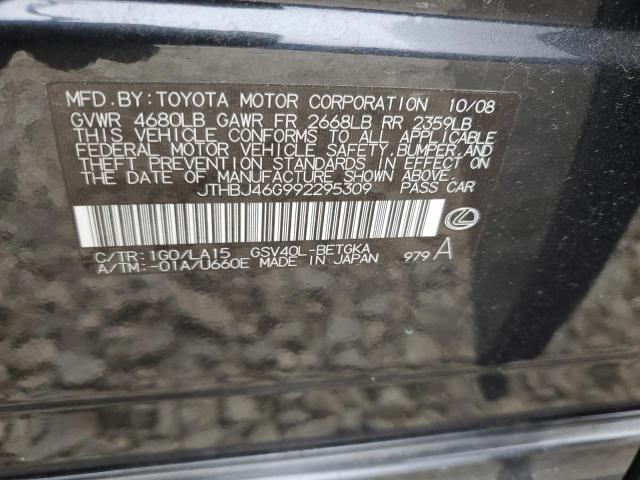 MFD. BY: TOYOTA MOTOR CORPORATION 10/08
GVWR 4680LB GAWR FR 2668LB RR 2359LB
THIS VEHICLE CONFORMS TO ALL APPLICABLE
FEDERAL MOTOR VEHICLE SAFETY, BUMPER, AND
THEFT PREVENTION STANDARDS IN EFFECT ON
THE DATE OF MANUFACTURE SHOWN ABOVE.
JTHBJ46G992295309 PASS CAR
C/TR: 1G0/LA15 GSV40L-BETGKA
A/TM: -01A/U660E MADE IN JAPAN 979 A